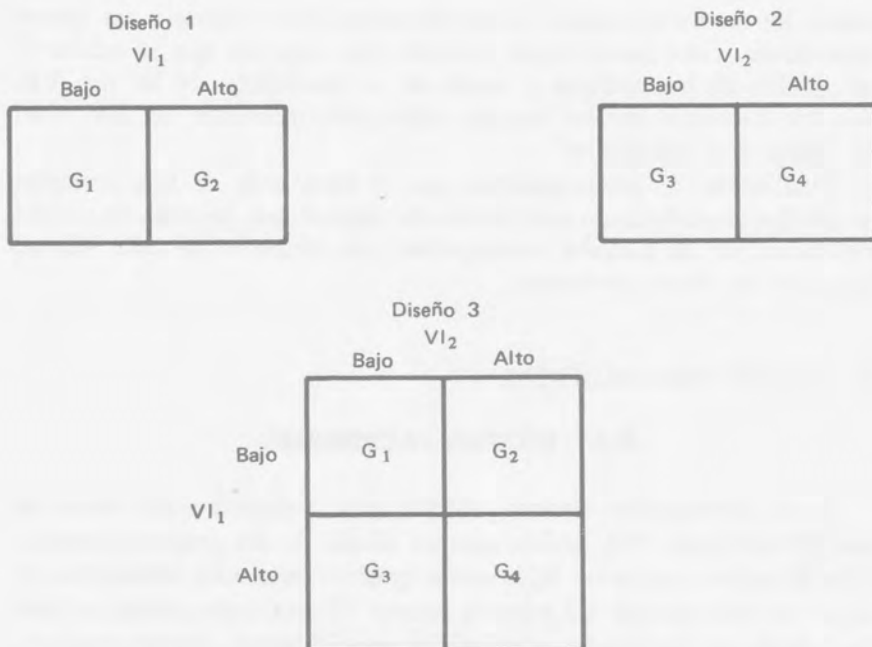 Diseño 1
VI₁
Bajo Alto
G₁ G₂
Diseño 2
VI₂
Bajo Alto
G₃ G₄
Diseño 3
VI₂
Bajo Alto
Bajo G₁ G₂
VI₁
Alto G₃ G₄